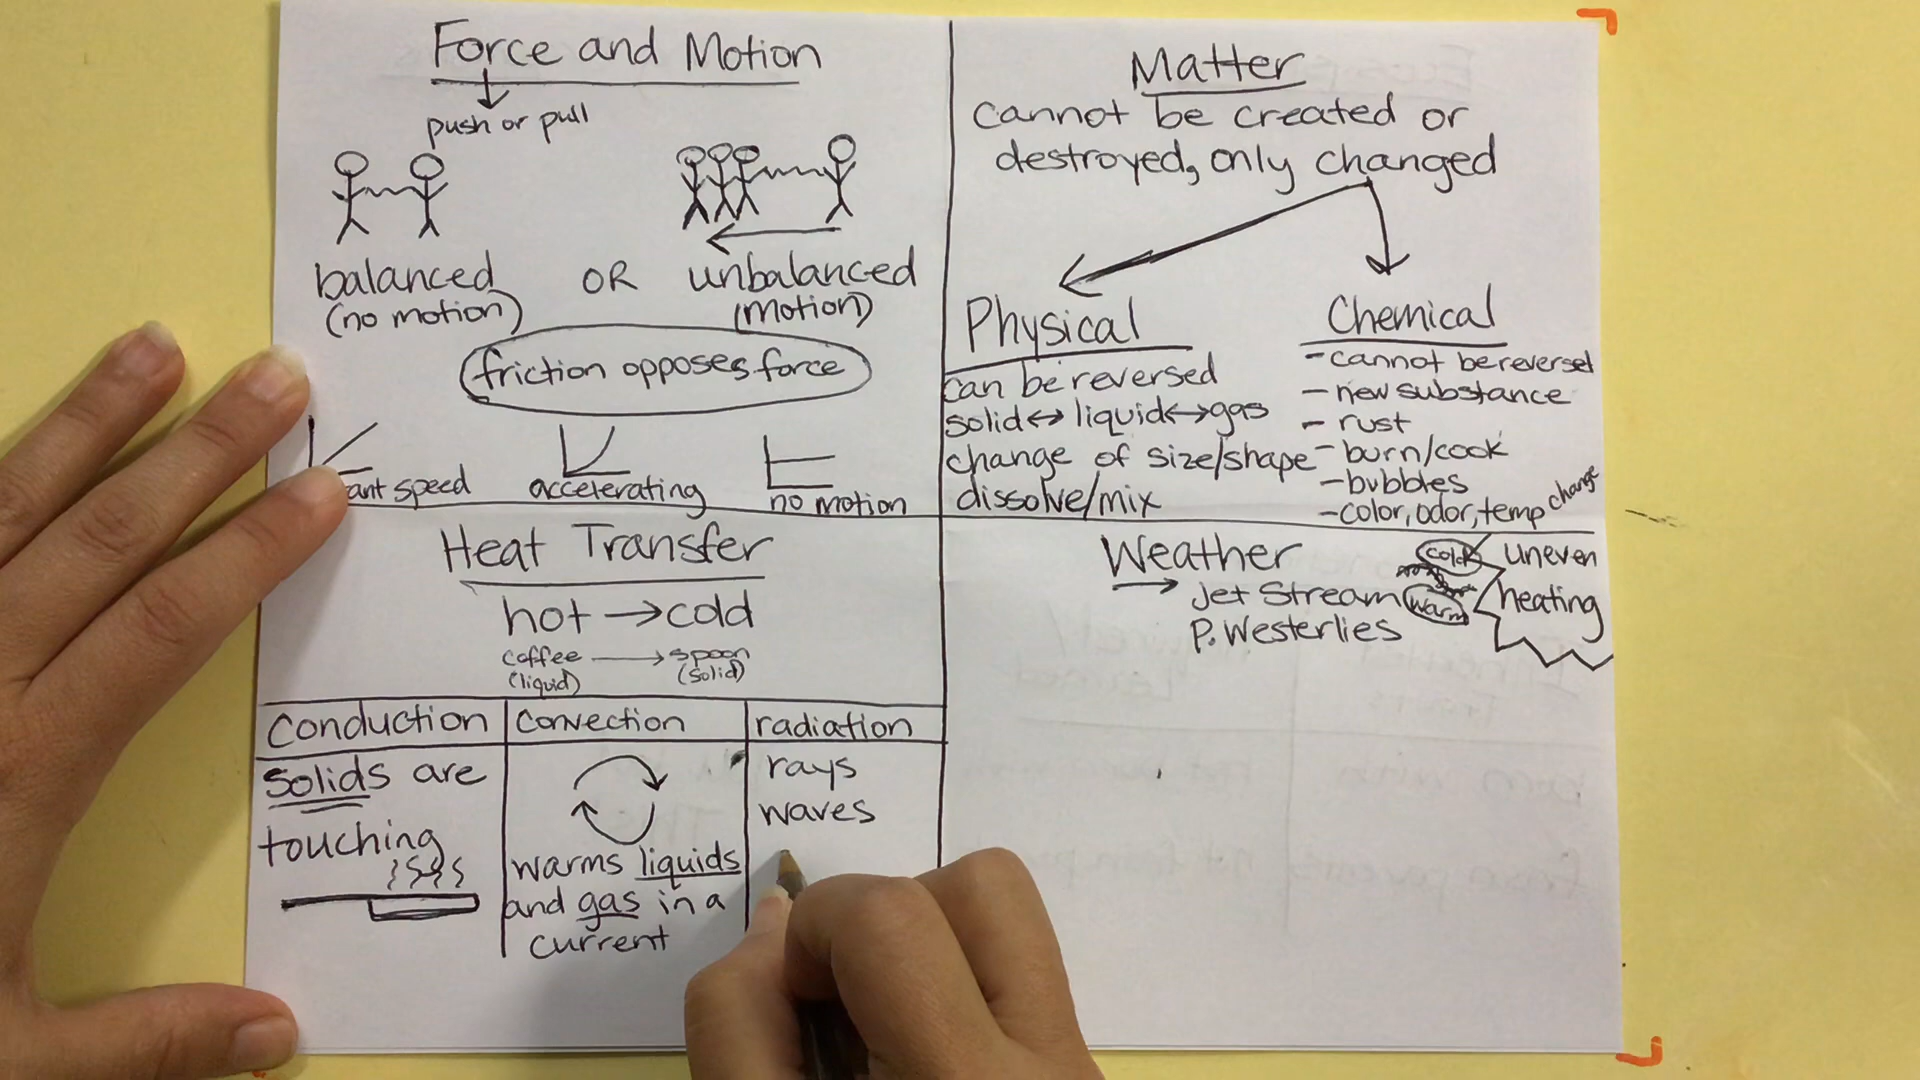 Force and Motion
push or pull
balanced OR unbalanced
(no motion) (motion)
friction opposes force
speed accelerating no motion
Matter
cannot be created or
destroyed, only changed
Physical
can be reversed
solid ↔ liquid ↔ gas
change of size/shape
dissolve/mix
Chemical
- cannot be reversed
- new substance
- rust
- burn/cook
- bubbles
- color, odor, temp change
Heat Transfer
hot → cold
coffee → spoon
(liquid) (solid)
conduction convection radiation
solids are
touching
warms liquids
and gas in a
current
rays
waves
Weather
→ Jet Stream
P. Westerlies
cold
warm
uneven
heating